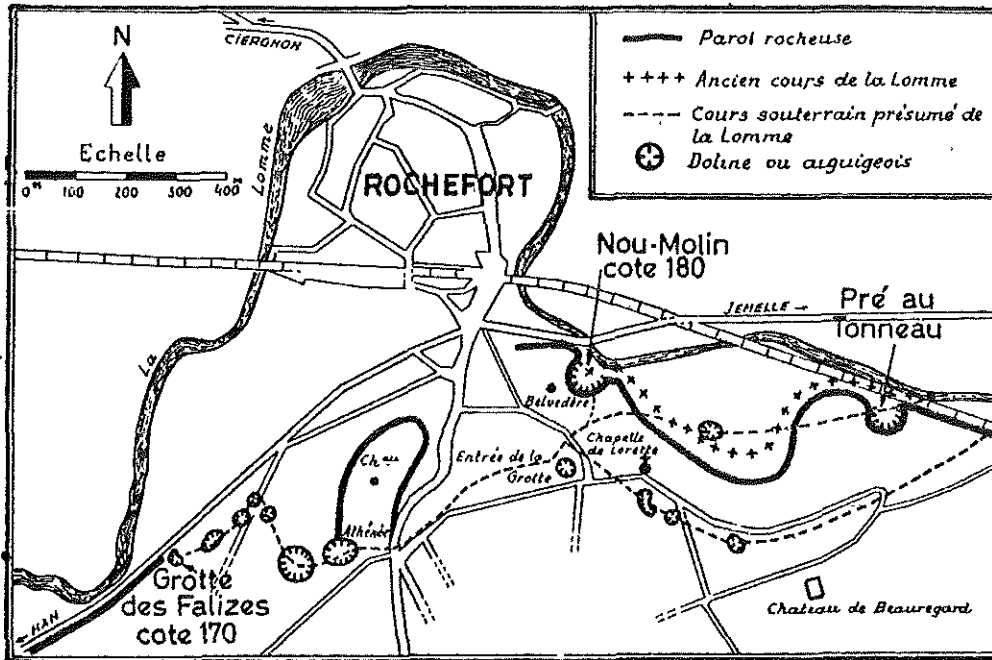 N
CIERGNON
Echelle
0 m 100 200 300 400 m
Lomme
La
ROCHEFORT
Paroi rocheuse
Ancien cours de la Lomme
Cours souterrain présumé de
la Lomme
Doline ou aiguigeois
Nou-Molin
cote 180
JEMELLE →
Pré au
Tonneau
Belvédère
Chapelle
de Lorette
Entrée de la
Grotte
Ch.au
Athénée
Grotte
des Falizes
cote 170
← HAN
Chateau de Beauregard